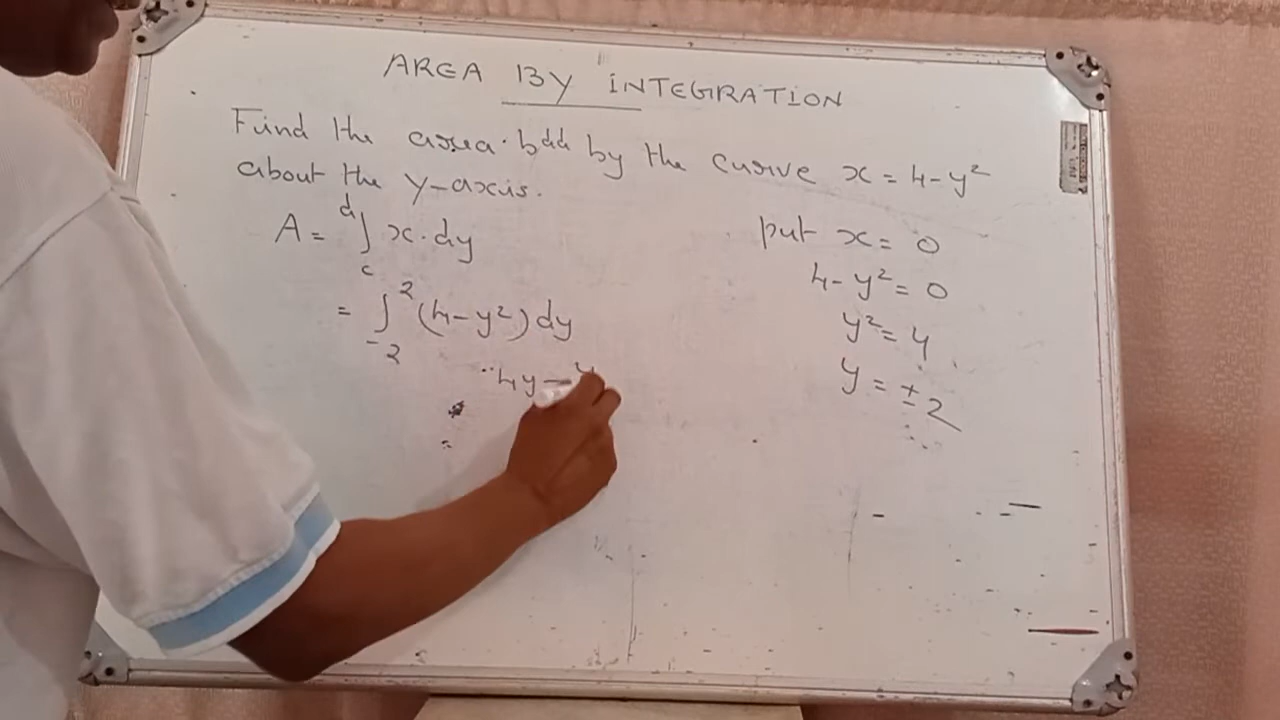 AREA BY INTEGRATION
Find the area bdd by the curve x = 4-y²
about the y-axis.
A = ∫_c^d x.dy
= ∫_-2^2 (4-y²)dy
4y - y
put x = 0
4-y² = 0
y² = 4
y = ± 2